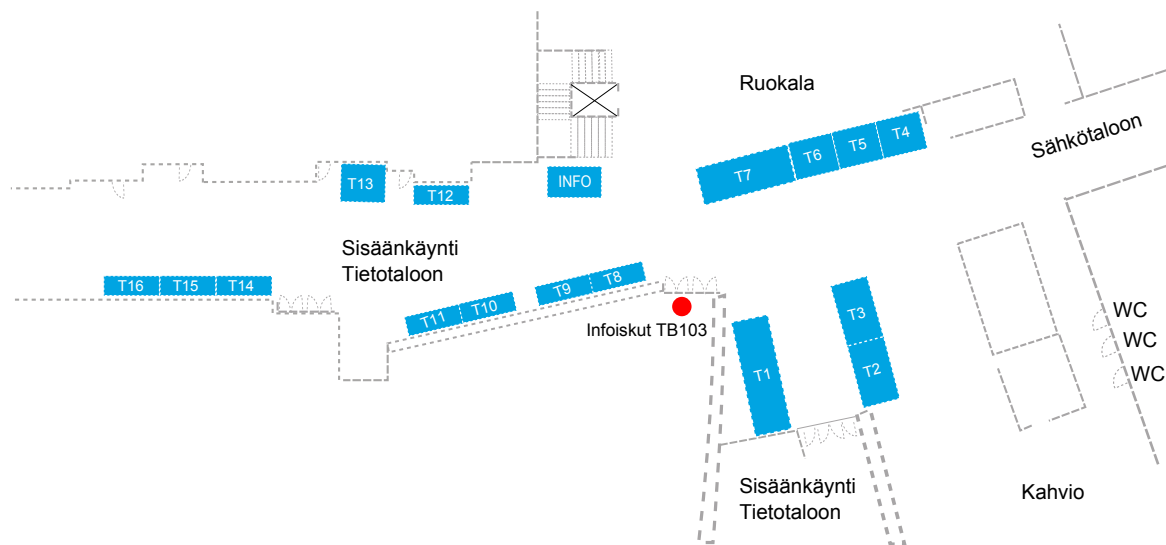 Ruokala
Sähkötaloon
T4
T5
T6
T7
INFO
T13
T12
Sisäänkäynti
Tietotaloon
T16
T15
T14
T11
T10
T9
T8
Infoiskut TB103
T3
T1
T2
WC
WC
WC
Sisäänkäynti
Tietotaloon
Kahvio